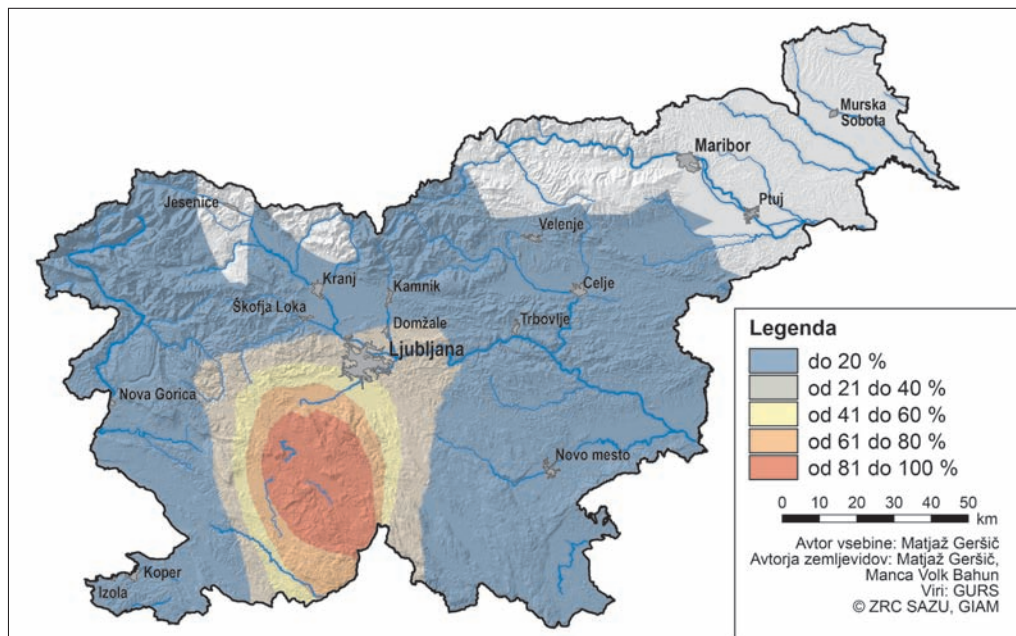 Murska
Sobota
Maribor
Ptuj
Jesenice
Velenje
Kranj
Kamnik
Celje
Škofja Loka
Domžale
Trbovlje
Ljubljana
Nova Gorica
Novo mesto
Koper
Izola
Legenda
do 20 %
od 21 do 40 %
od 41 do 60 %
od 61 do 80 %
od 81 do 100 %
0 10 20 30 40 50
km
Avtor vsebine: Matjaž Geršič
Avtorja zemljevidov: Matjaž Geršič,
Manca Volk Bahun
Viri: GURS
© ZRC SAZU, GIAM